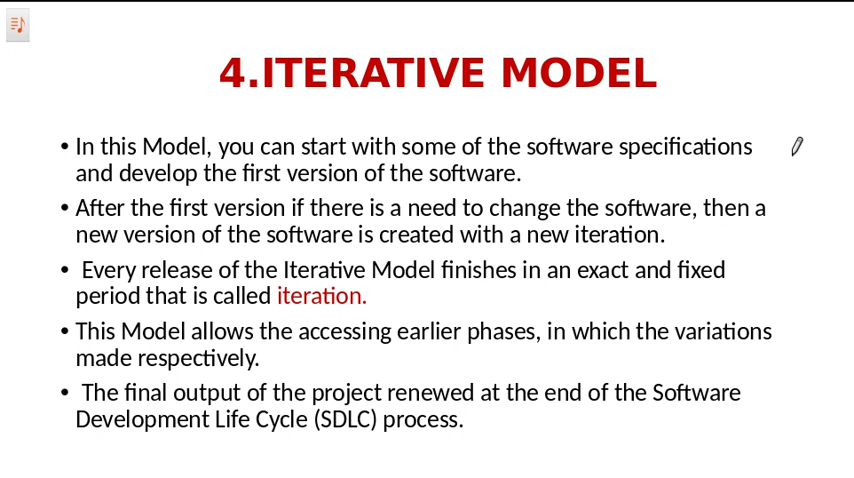 4.ITERATIVE MODEL
• In this Model, you can start with some of the software specifications
and develop the first version of the software.
• After the first version if there is a need to change the software, then a
new version of the software is created with a new iteration.
• Every release of the Iterative Model finishes in an exact and fixed
period that is called iteration.
• This Model allows the accessing earlier phases, in which the variations
made respectively.
• The final output of the project renewed at the end of the Software
Development Life Cycle (SDLC) process.